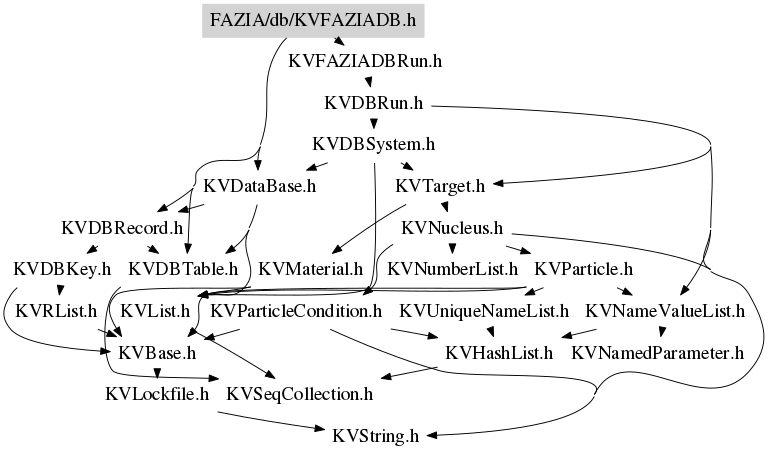 FAZIA/db/KVFAZIADB.h
KVFAZIADBRun.h
KVDBRun.h
KVDBSystem.h
KVDataBase.h
KVTarget.h
KVDBRecord.h
KVNucleus.h
KVDBKey.h
KVDBTable.h
KVMaterial.h
KVNumberList.h
KVParticle.h
KVRList.h
KVList.h
KVParticleCondition.h
KVUniqueNameList.h
KVNameValueList.h
KVBase.h
KVHashList.h
KVNamedParameter.h
KVLockfile.h
KVSeqCollection.h
KVString.h